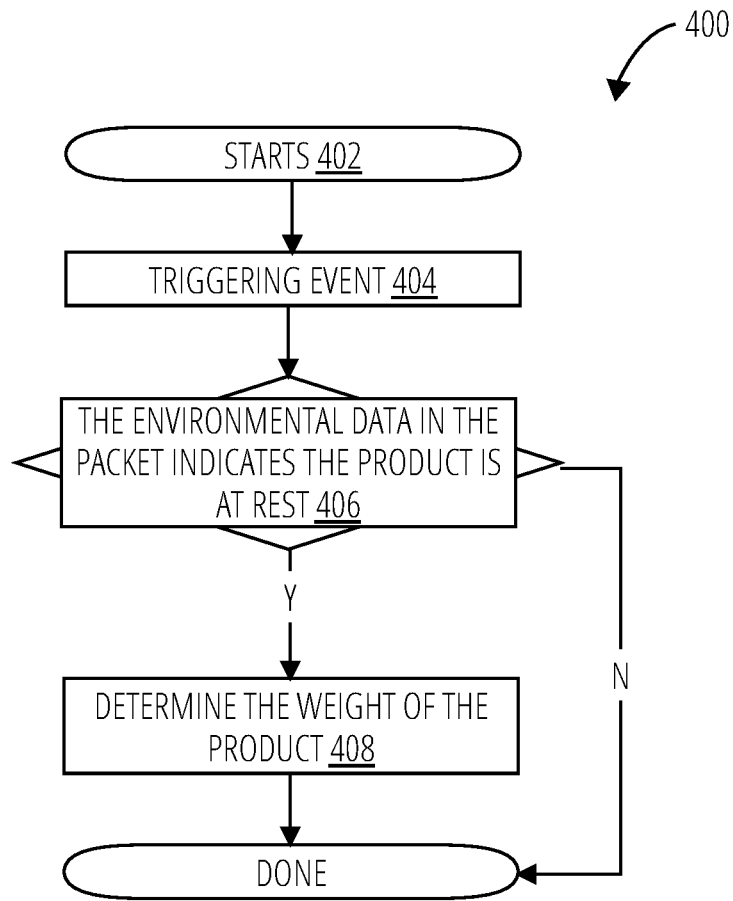 400
STARTS 402
TRIGGERING EVENT 404
THE ENVIRONMENTAL DATA IN THE
PACKET INDICATES THE PRODUCT IS
AT REST 406
Y
N
DETERMINE THE WEIGHT OF THE
PRODUCT 408
DONE